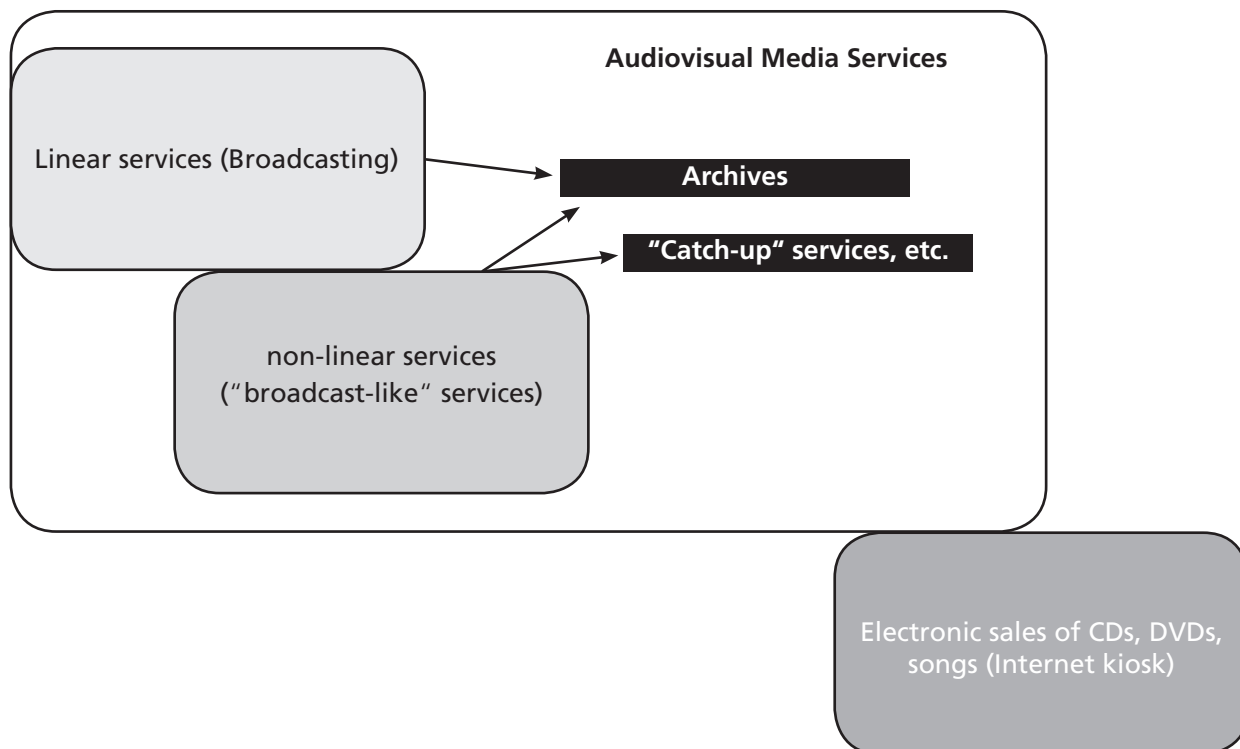 Audiovisual Media Services
Linear services (Broadcasting)
Archives
“Catch-up“ services, etc.
non-linear services
(“broadcast-like“ services)
Electronic sales of CDs, DVDs,
songs (Internet kiosk)